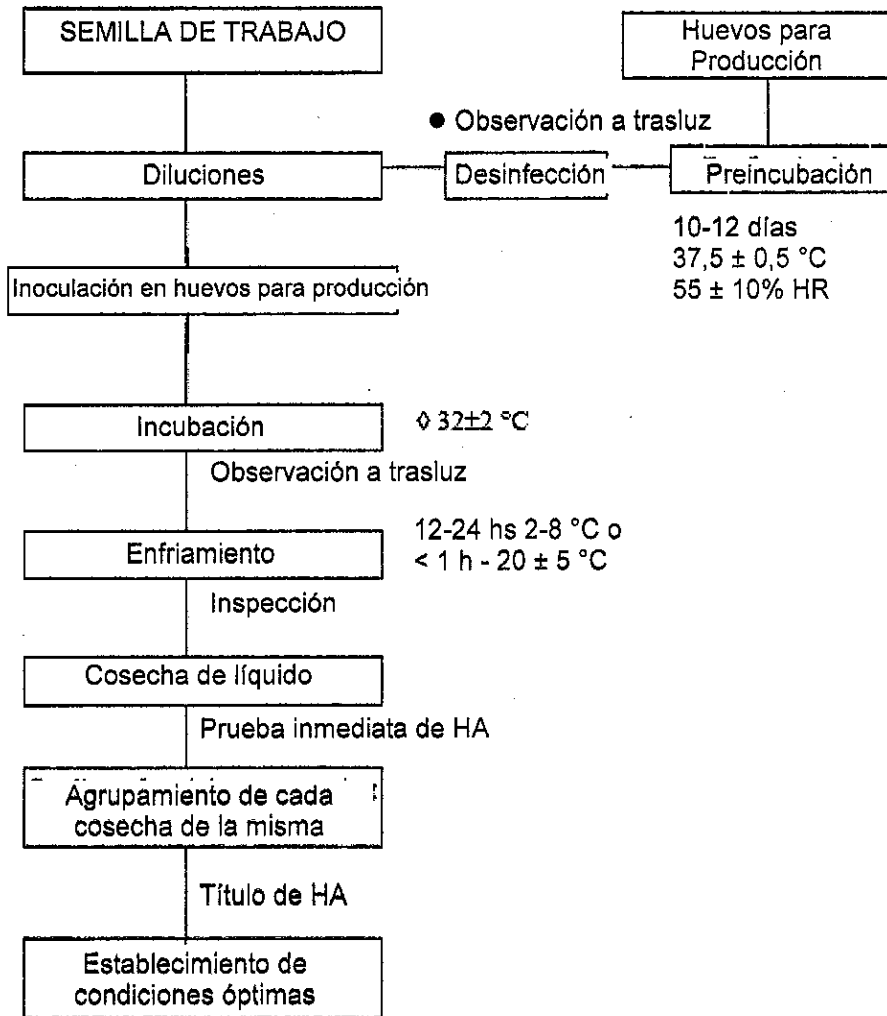 SEMILLA DE TRABAJO
Huevos para
Producción
● Observación a trasluz
Diluciones
Desinfección
Preincubación
10-12 días
37,5 ± 0,5 °C
55 ± 10% HR
Inoculación en huevos para producción
Incubación
◊ 32±2 °C
Observación a trasluz
Enfriamiento
12-24 hs 2-8 °C o
< 1 h - 20 ± 5 °C
Inspección
Cosecha de líquido
Prueba inmediata de HA
Agrupamiento de cada
cosecha de la misma
Título de HA
Establecimiento de
condiciones óptimas